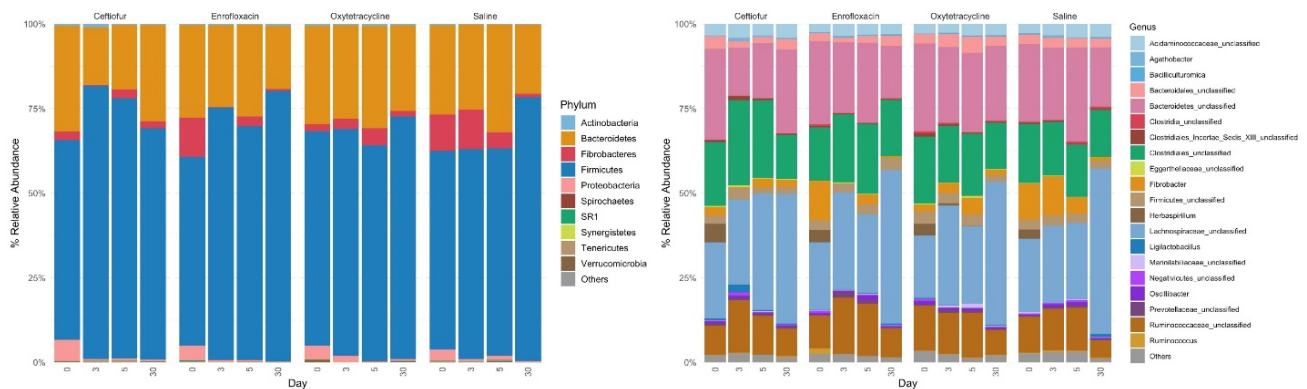 Ceftiofur Enrofloxacin Oxytetracycline Saline
100%
75%
50%
25%
0%
% Relative Abundance
0 3 5 30 0 3 5 30 0 3 5 30 0 3 5 30
Day
Phylum
Actinobacteria
Bacteroidetes
Fibrobacteres
Firmicutes
Proteobacteria
Spirochaetes
SR1
Synergistetes
Tenericutes
Verrucomicrobia
Others
Ceftiofur Enrofloxacin Oxytetracycline Saline
100%
75%
50%
25%
0%
% Relative Abundance
0 3 5 30 0 3 5 30 0 3 5 30 0 3 5 30
Day
Genus
Acidaminococcaceae_unclassified
Agathobacter
Bacilliculturomica
Bacteroidales_unclassified
Bacteroidetes_unclassified
Clostridia_unclassified
Clostridiales_Incertae_Sedis_XIII_unclassified
Clostridiales_unclassified
Eggerthellaceae_unclassified
Fibrobacter
Firmicutes_unclassified
Herbaspirillum
Lachnospiraceae_unclassified
Ligilactobacillus
Marinilabiliaceae_unclassified
Negativicutes_unclassified
Oscillibacter
Prevotellaceae_unclassified
Ruminococcaceae_unclassified
Ruminococcus
Others